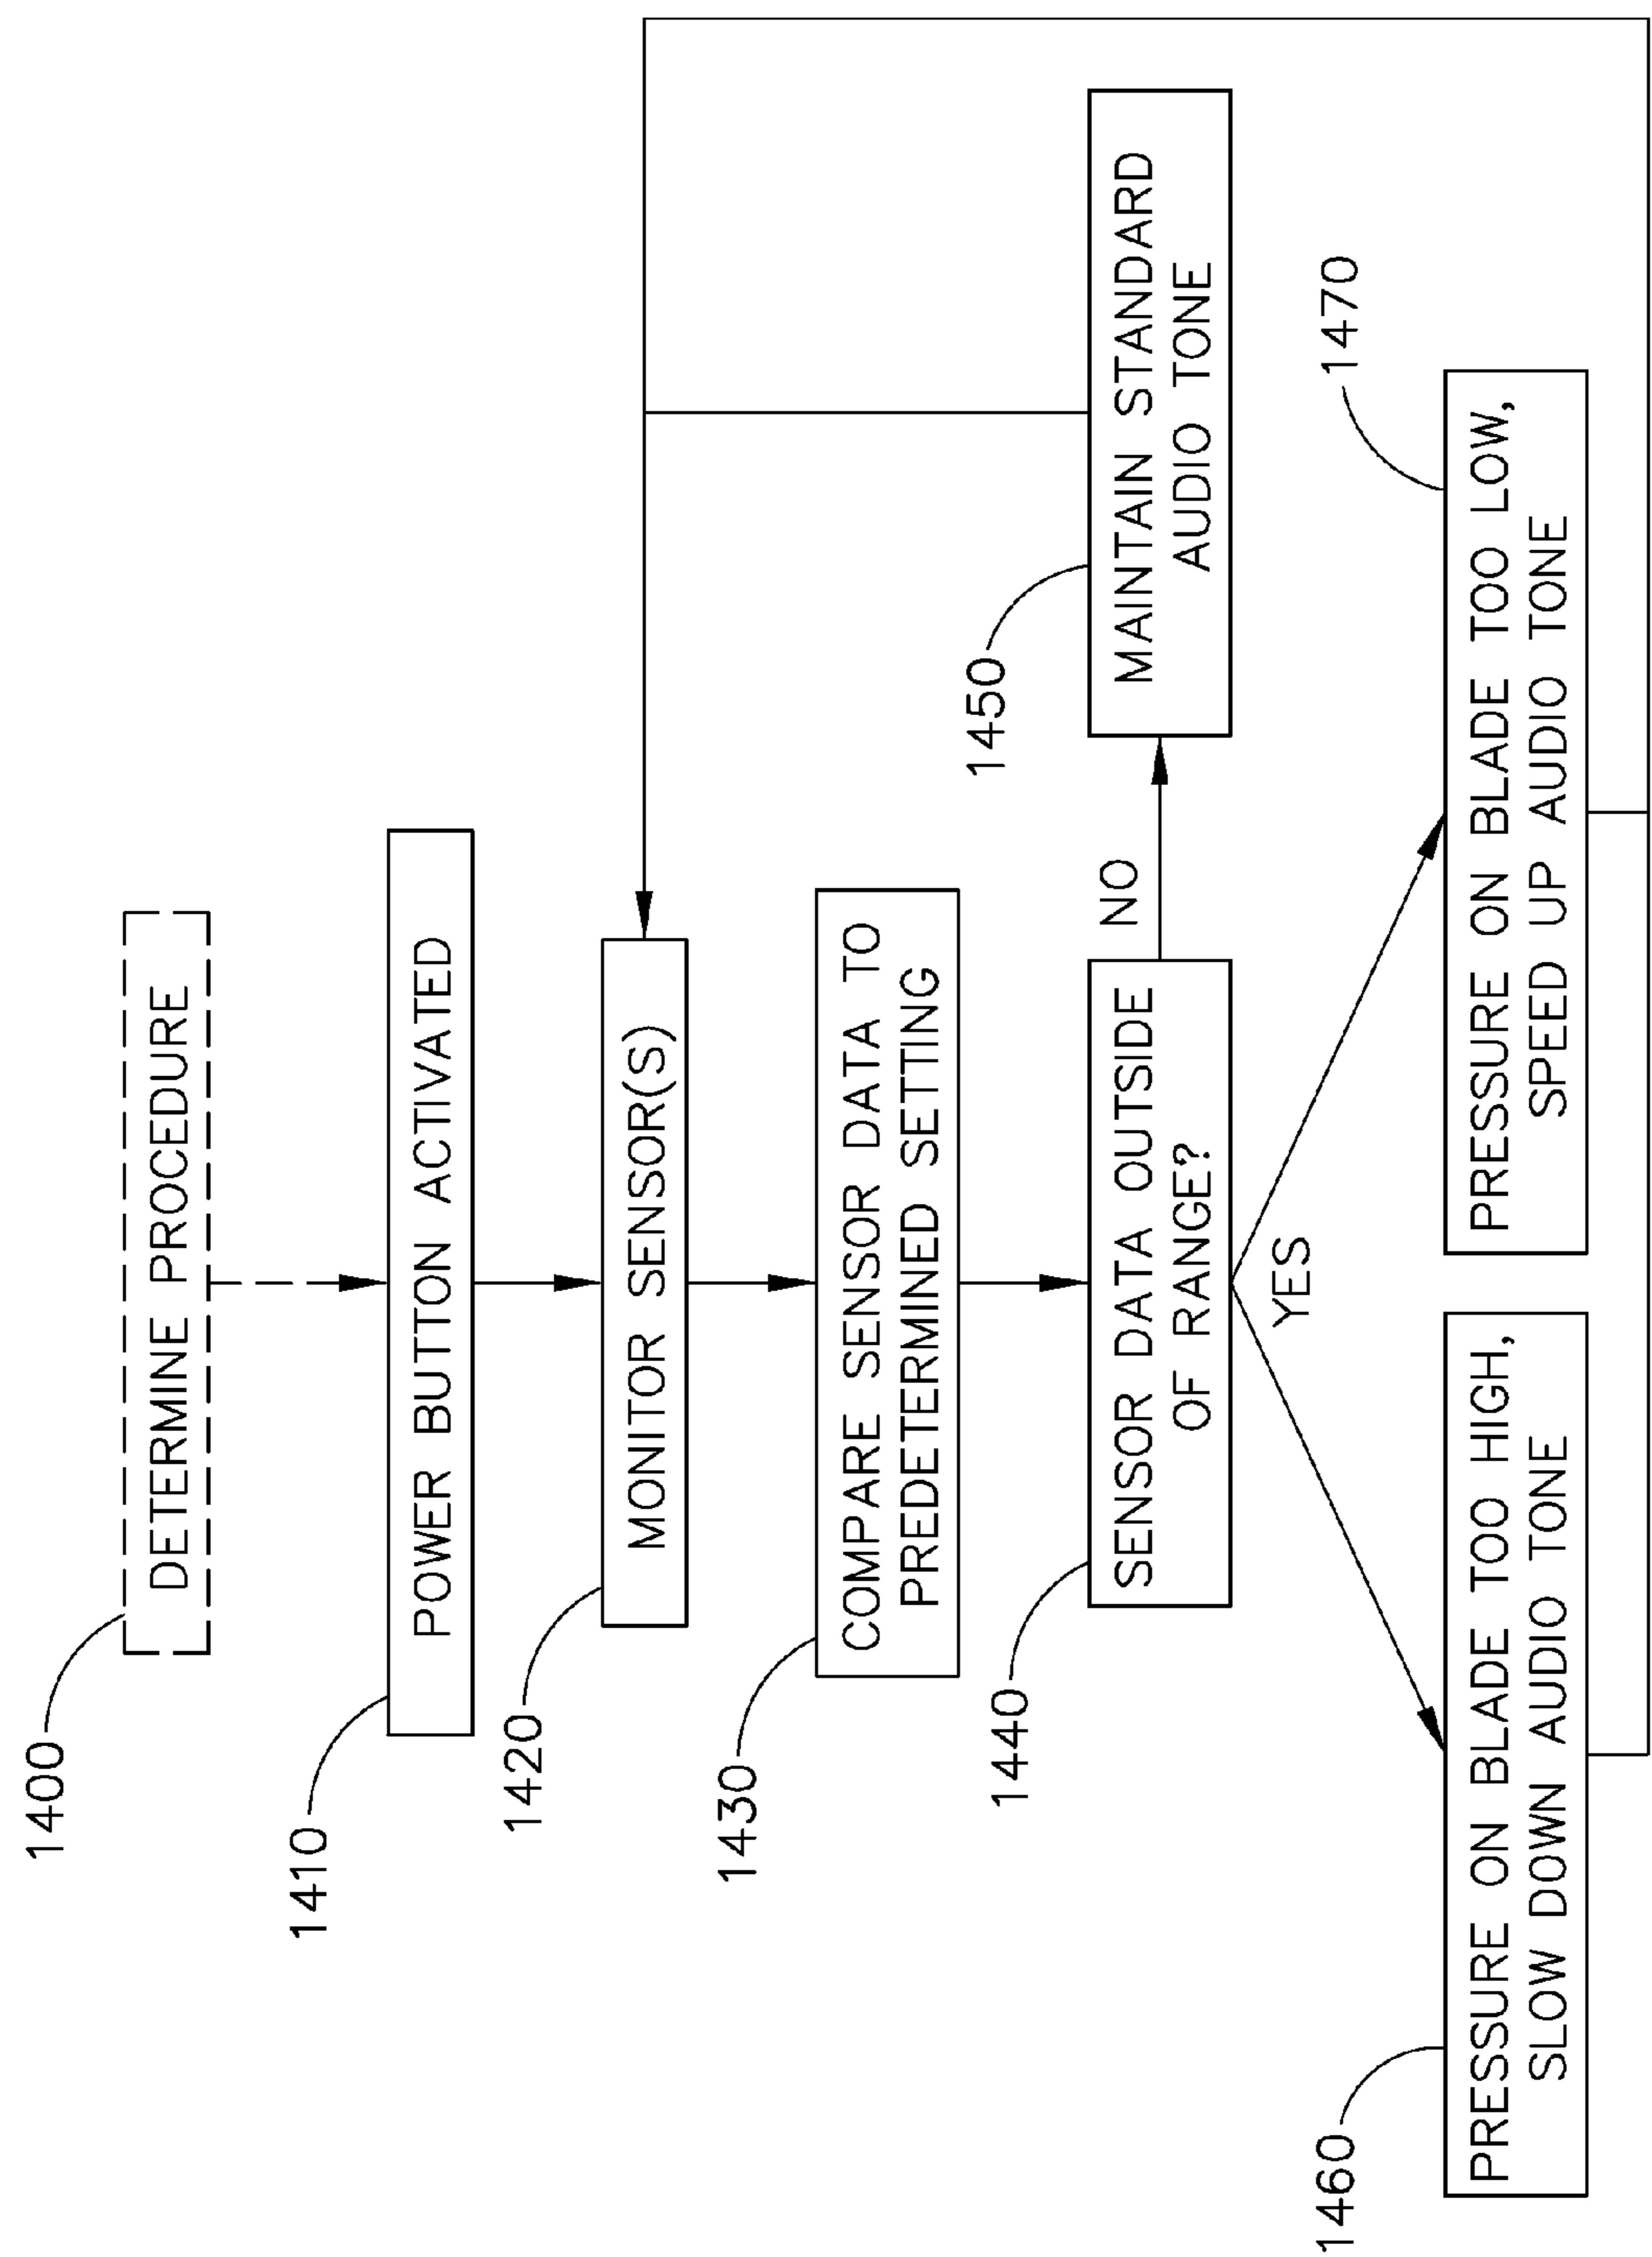 1400
DETERMINE PROCEDURE
1410
POWER BUTTON ACTIVATED
1420
MONITOR SENSOR(S)
1430
COMPARE SENSOR DATA TO
PREDETERMINED SETTING
1440
SENSOR DATA OUTSIDE
OF RANGE?
NO
1450
MAINTAIN STANDARD
AUDIO TONE
YES
1460
PRESSURE ON BLADE TOO HIGH,
SLOW DOWN AUDIO TONE
1470
PRESSURE ON BLADE TOO LOW,
SPEED UP AUDIO TONE